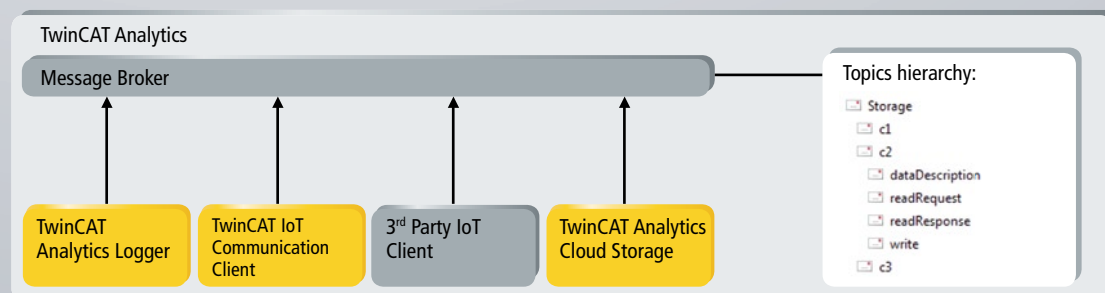 TwinCAT Analytics
Message Broker
TwinCAT
Analytics Logger
TwinCAT IoT
Communication
Client
3rd Party IoT
Client
TwinCAT Analytics
Cloud Storage
Topics hierarchy:
Storage
c1
c2
dataDescription
readRequest
readResponse
write
c3